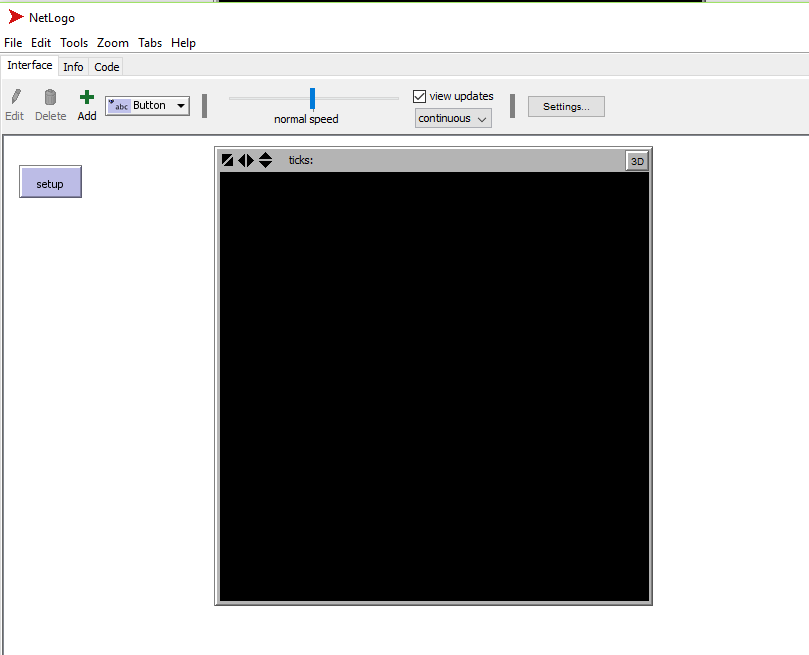 NetLogo
File Edit Tools Zoom Tabs Help
Interface Info Code
Edit Delete Add abc Button normal speed view updates continuous Settings...
setup
ticks: 3D